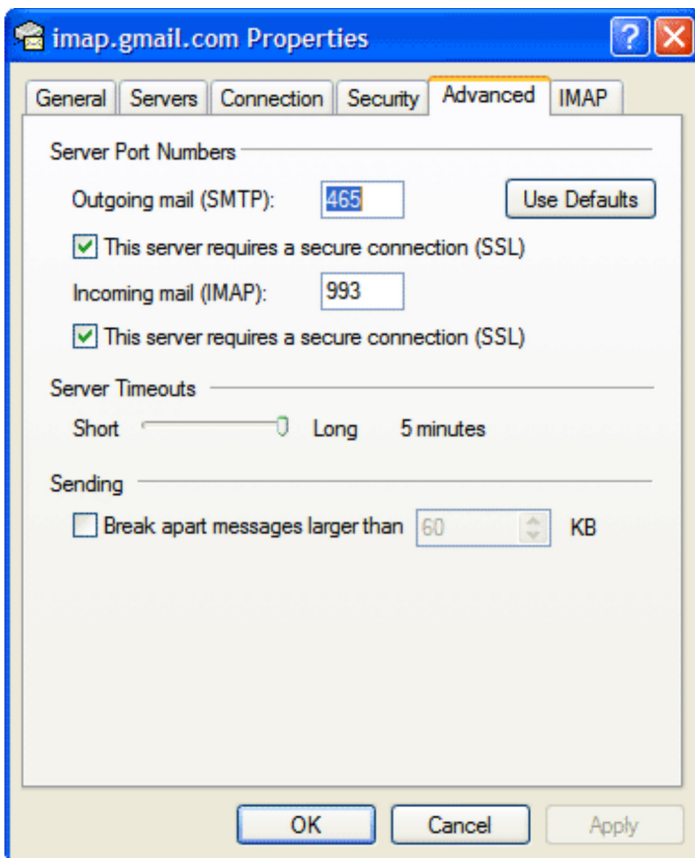 imap.gmail.com Properties
General Servers Connection Security Advanced IMAP
Server Port Numbers
Outgoing mail (SMTP): 465 Use Defaults
This server requires a secure connection (SSL)
Incoming mail (IMAP): 993
This server requires a secure connection (SSL)
Server Timeouts
Short Long 5 minutes
Sending
Break apart messages larger than 60 KB
OK Cancel Apply